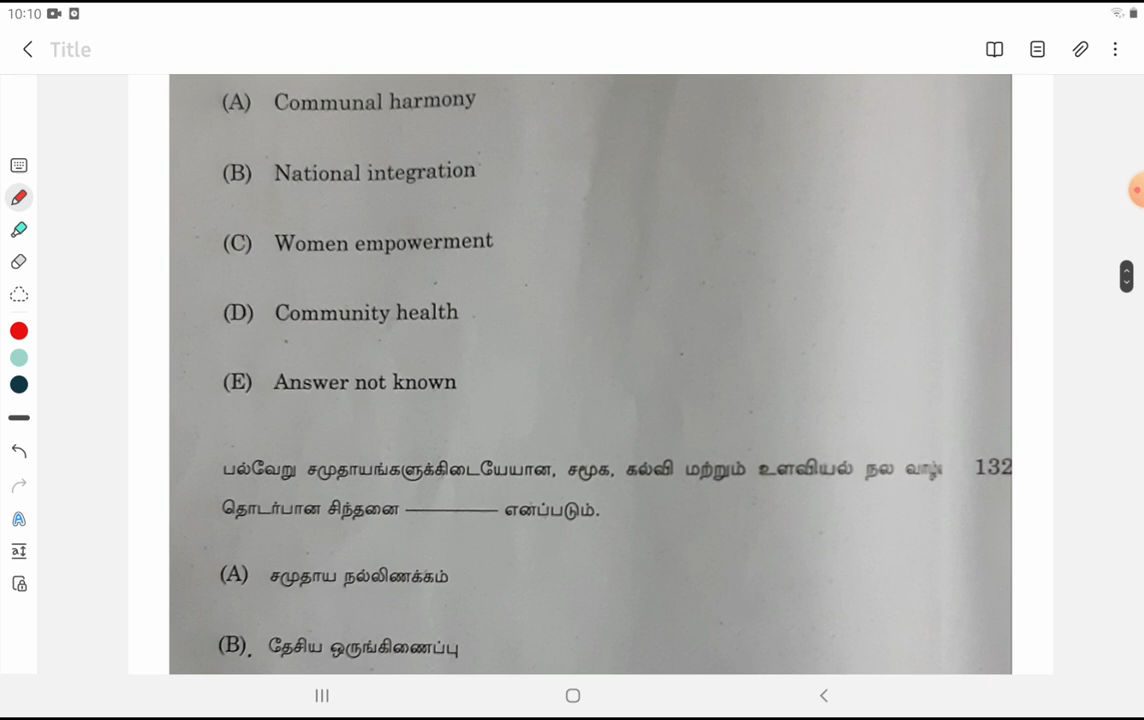 10:10
Title
(A) Communal harmony
(B) National integration
(C) Women empowerment
(D) Community health
(E) Answer not known
பல்வேறு சமுதாயங்களுக்கிடையேயான, சமூக, கல்வி மற்றும் உளவியல் நல 132
தொடர்பான சிந்தனை ———— எனப்படும்.
(A) சமுதாய நல்லிணக்கம்
(B). தேசிய ஒருங்கிணைப்பு